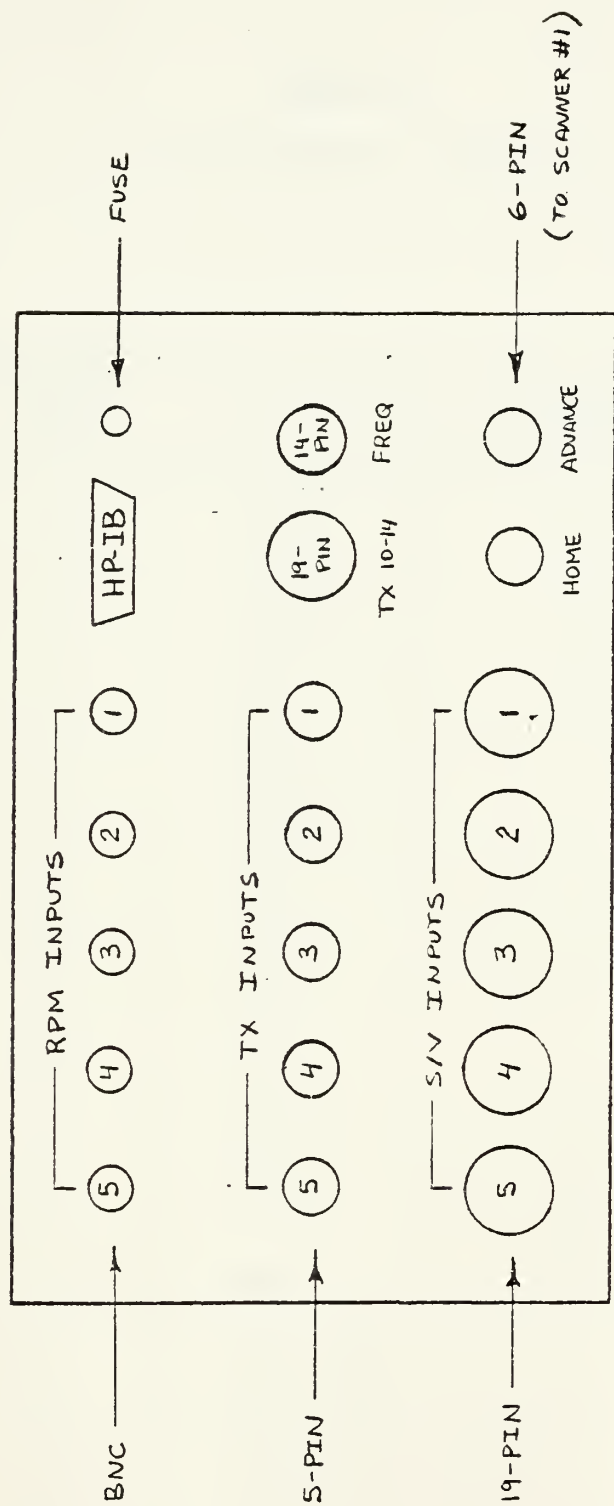 RPM INPUTS
BNC
5 4 3 2 1
HP-IB
FUSE
TX INPUTS
5-PIN
5 4 3 2 1
19-PIN
TX 10-14
14-PIN
FREQ
S/V INPUTS
19-PIN
5 4 3 2 1
HOME
ADVANCE
6-PIN
(TO SCANNER #1)